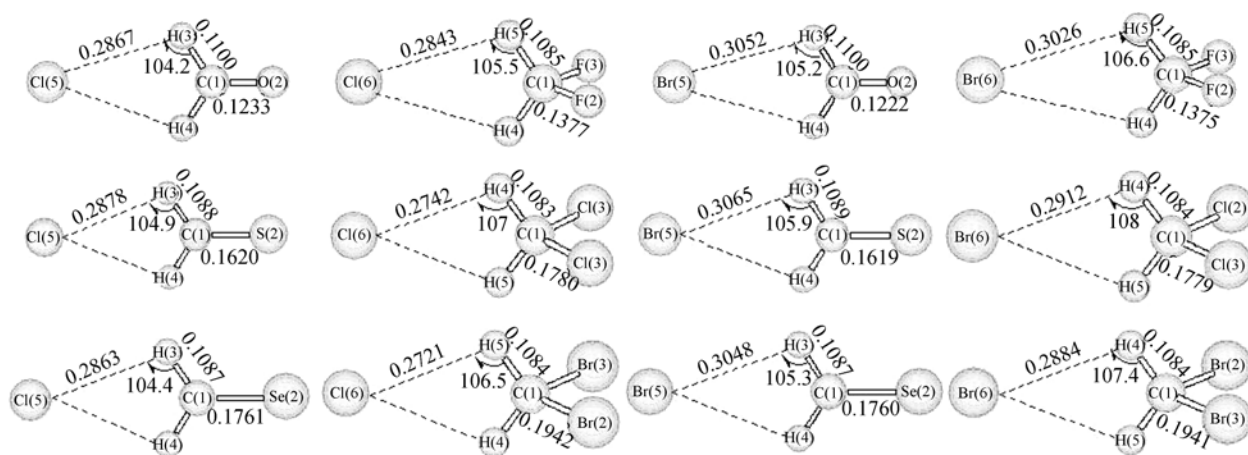 0.2867 H(3) 0.1100
104.2
Cl(5) C(1) O(2)
0.1233
H(4)
0.2843 H(5) 0.1085
105.5 F(3)
Cl(6) C(1)
F(2)
H(4) 0.1377
0.3052 H(3) 0.1100
105.2
Br(5) C(1) O(2)
0.1222
H(4)
0.3026 H(5) 0.1085
106.6 F(3)
Br(6) C(1)
F(2)
H(4) 0.1375
0.2878 H(3) 0.1088
104.9
Cl(5) C(1) S(2)
0.1620
H(4)
0.2742 H(4) 0.1083
107 Cl(3)
Cl(6) C(1)
Cl(3)
H(5) 0.1780
0.3065 H(3) 0.1089
105.9
Br(5) C(1) S(2)
0.1619
H(4)
0.2912 H(4) 0.1084
108 Cl(2)
Br(6) C(1)
Cl(3)
H(5) 0.1779
0.2863 H(3) 0.1087
104.4
Cl(5) C(1) Se(2)
0.1761
H(4)
0.2721 H(5) 0.1084
106.5 Br(3)
Cl(6) C(1)
Br(2)
H(4) 0.1942
0.3048 H(3) 0.1087
105.3
Br(5) C(1) Se(2)
0.1760
H(4)
0.2884 H(4) 0.1084
107.4 Br(2)
Br(6) C(1)
Br(3)
H(5) 0.1941